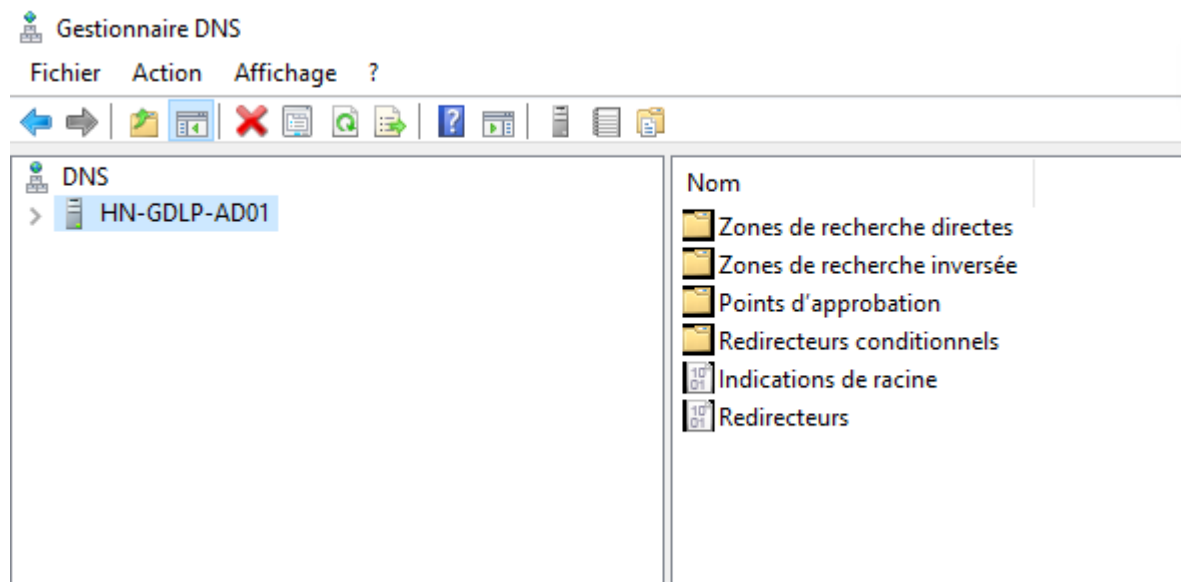 Gestionnaire DNS
Fichier Action Affichage ?
DNS
HN-GDLP-AD01
Nom
Zones de recherche directes
Zones de recherche inversée
Points d'approbation
Redirecteurs conditionnels
Indications de racine
Redirecteurs